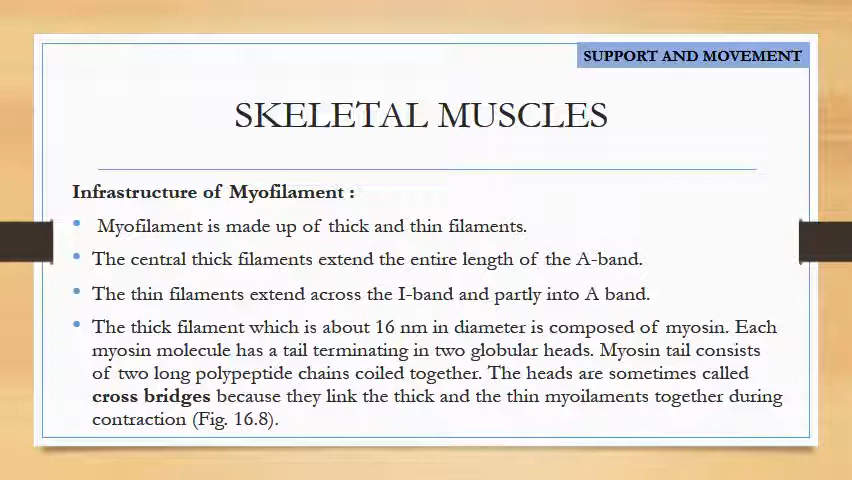 SUPPORT AND MOVEMENT
SKELETAL MUSCLES
Infrastructure of Myofilament :
• Myofilament is made up of thick and thin filaments.
• The central thick filaments extend the entire length of the A-band.
• The thin filaments extend across the I-band and partly into A band.
• The thick filament which is about 16 nm in diameter is composed of myosin. Each
myosin molecule has a tail terminating in two globular heads. Myosin tail consists
of two long polypeptide chains coiled together. The heads are sometimes called
cross bridges because they link the thick and the thin myoilaments together during
contraction (Fig. 16.8).